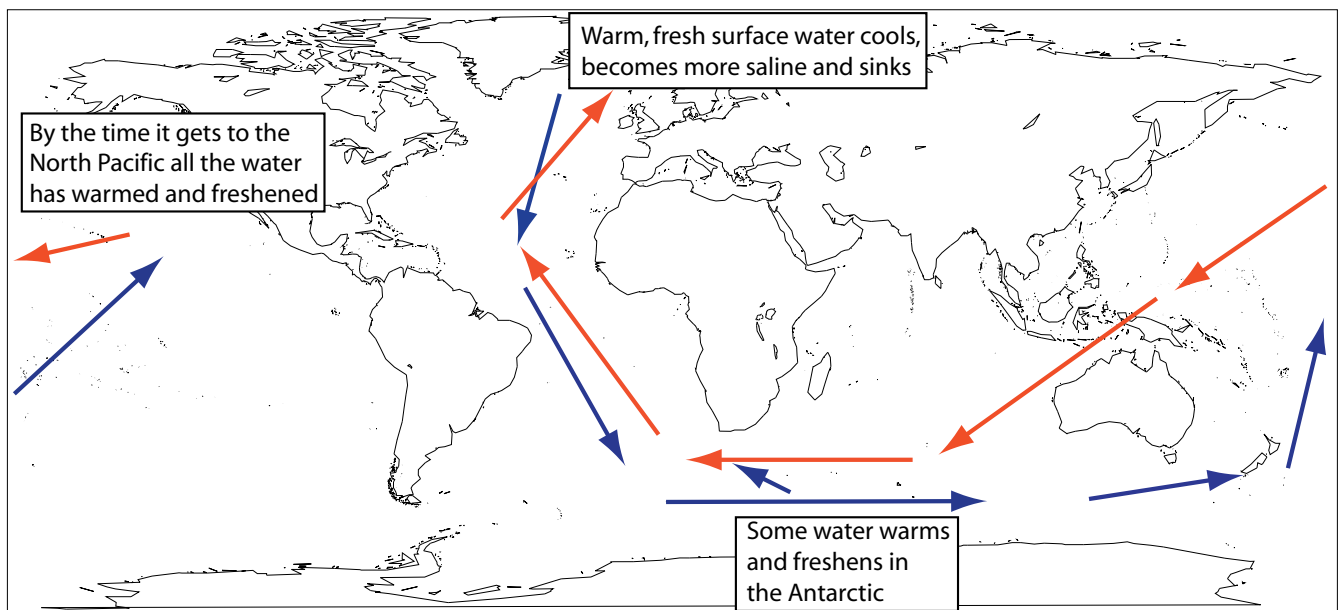 Warm, fresh surface water cools,
becomes more saline and sinks
By the time it gets to the
North Pacific all the water
has warmed and freshened
Some water warms
and freshens in
the Antarctic